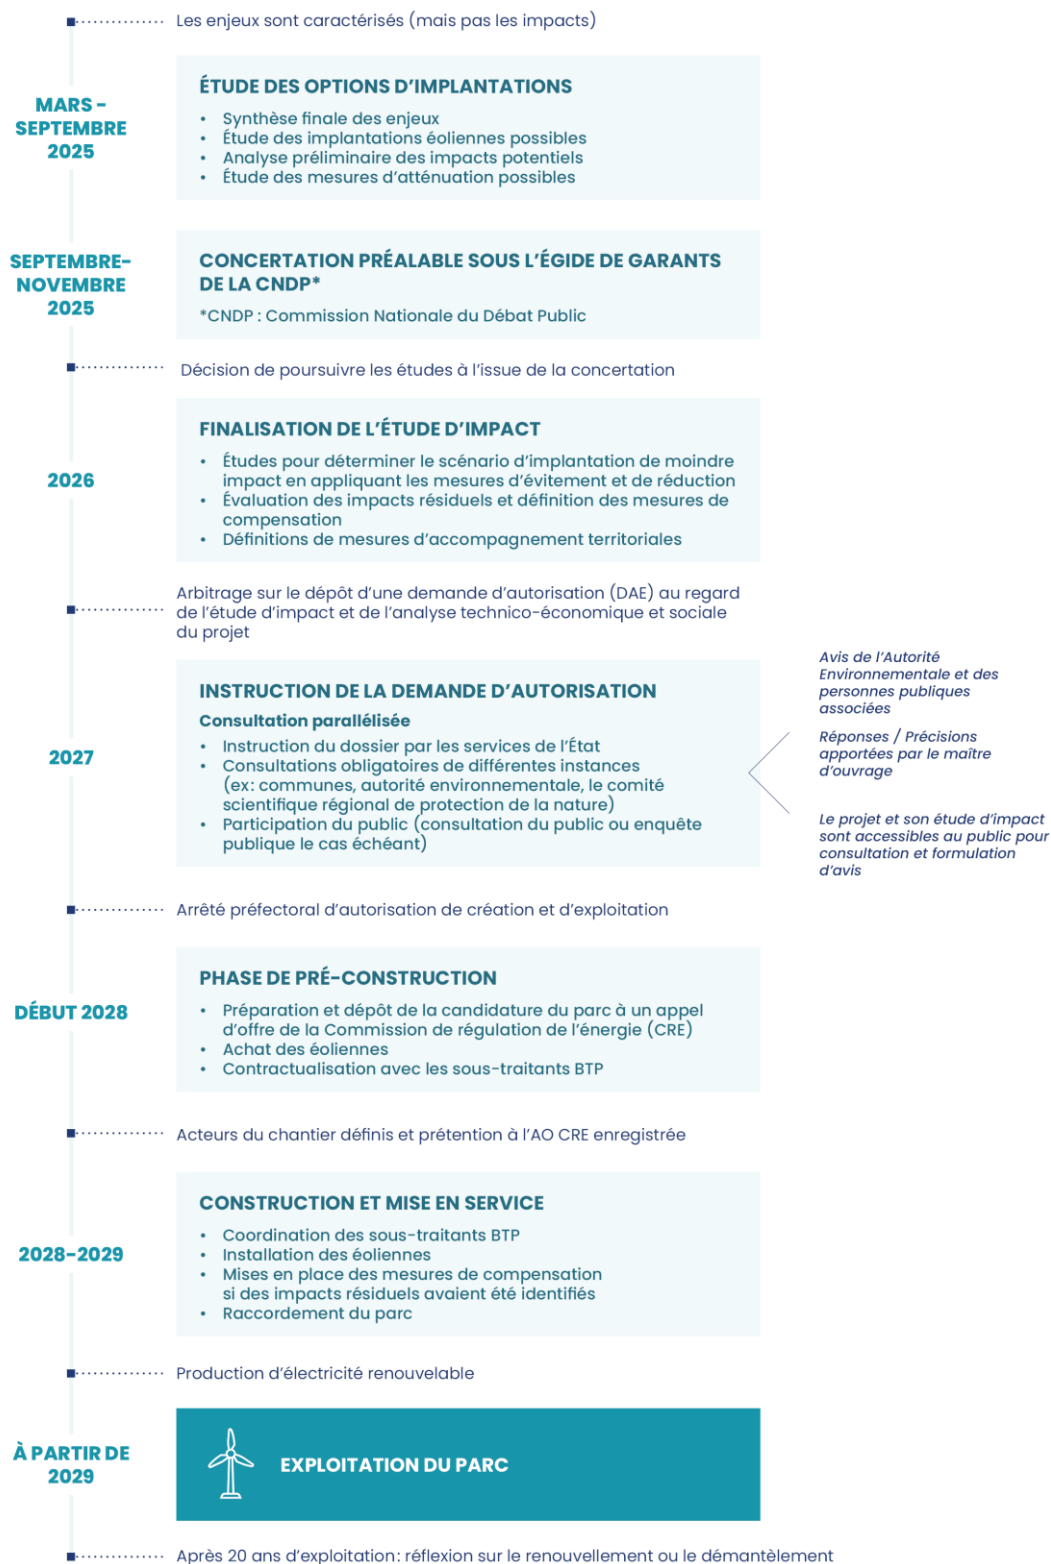 Les enjeux sont caractérisés (mais pas les impacts)
MARS -
SEPTEMBRE
2025
ÉTUDE DES OPTIONS D’IMPLANTATIONS
• Synthèse finale des enjeux
• Étude des implantations éoliennes possibles
• Analyse préliminaire des impacts potentiels
• Étude des mesures d’atténuation possibles
SEPTEMBRE-
NOVEMBRE
2025
CONCERTATION PRÉALABLE SOUS L’ÉGIDE DE GARANTS
DE LA CNDP*
*CNDP : Commission Nationale du Débat Public
Décision de poursuivre les études à l’issue de la concertation
2026
FINALISATION DE L’ÉTUDE D’IMPACT
• Études pour déterminer le scénario d’implantation de moindre
impact en appliquant les mesures d’évitement et de réduction
• Évaluation des impacts résiduels et définition des mesures de
compensation
• Définitions de mesures d’accompagnement territoriales
Arbitrage sur le dépôt d’une demande d’autorisation (DAE) au regard
de l’étude d’impact et de l’analyse technico-économique et sociale
du projet
2027
INSTRUCTION DE LA DEMANDE D’AUTORISATION
Consultation parallélisée
• Instruction du dossier par les services de l’État
• Consultations obligatoires de différentes instances
(ex : communes, autorité environnementale, le comité
scientifique régional de protection de la nature)
• Participation du public (consultation du public ou enquête
publique le cas échéant)
Avis de l’Autorité
Environnementale et des
personnes publiques
associées
Réponses / Précisions
apportées par le maître
d’ouvrage
Le projet et son étude d’impact
sont accessibles au public pour
consultation et formulation
d’avis
Arrêté préfectoral d’autorisation de création et d’exploitation
DÉBUT 2028
PHASE DE PRÉ-CONSTRUCTION
• Préparation et dépôt de la candidature du parc à un appel
d’offre de la Commission de régulation de l’énergie (CRE)
• Achat des éoliennes
• Contractualisation avec les sous-traitants BTP
Acteurs du chantier définis et prétention à l’AO CRE enregistrée
2028-2029
CONSTRUCTION ET MISE EN SERVICE
• Coordination des sous-traitants BTP
• Installation des éoliennes
• Mises en place des mesures de compensation
si des impacts résiduels avaient été identifiés
• Raccordement du parc
Production d’électricité renouvelable
À PARTIR DE
2029
EXPLOITATION DU PARC
Après 20 ans d’exploitation : réflexion sur le renouvellement ou le démantèlement